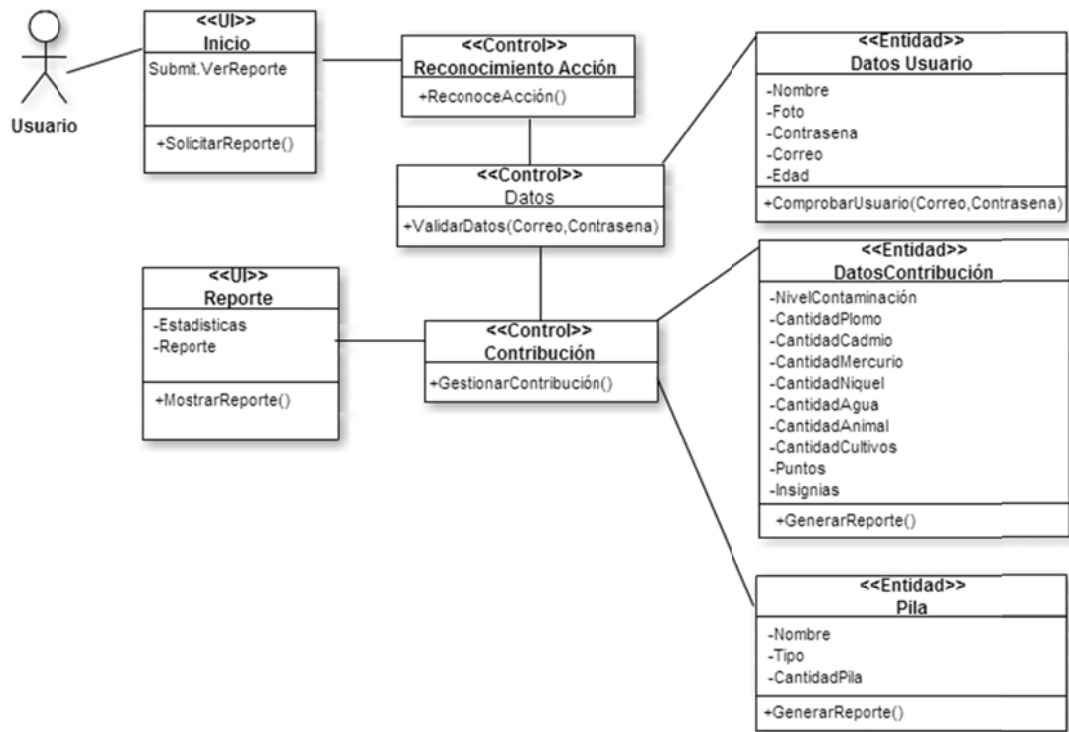 Usuario
<<UI>>
Inicio
Submt.VerReporte
+SolicitarReporte()
<<Control>>
Reconocimiento Acción
+ReconoceAcción()
<<Control>>
Datos
+ValidarDatos(Correo,Contrasena)
<<Entidad>>
Datos Usuario
-Nombre
-Foto
-Contrasena
-Correo
-Edad
+ComprobarUsuario(Correo,Contrasena)
<<UI>>
Reporte
-Estadisticas
-Reporte
+MostrarReporte()
<<Control>>
Contribución
+GestionarContribución()
<<Entidad>>
DatosContribución
-NivelContaminación
-CantidadPlomo
-CantidadCadmio
-CantidadMercurio
-CantidadNiquel
-CantidadAgua
-CantidadAnimal
-CantidadCultivos
-Puntos
-Insignias
+GenerarReporte()
<<Entidad>>
Pila
-Nombre
-Tipo
-CantidadPila
+GenerarReporte()